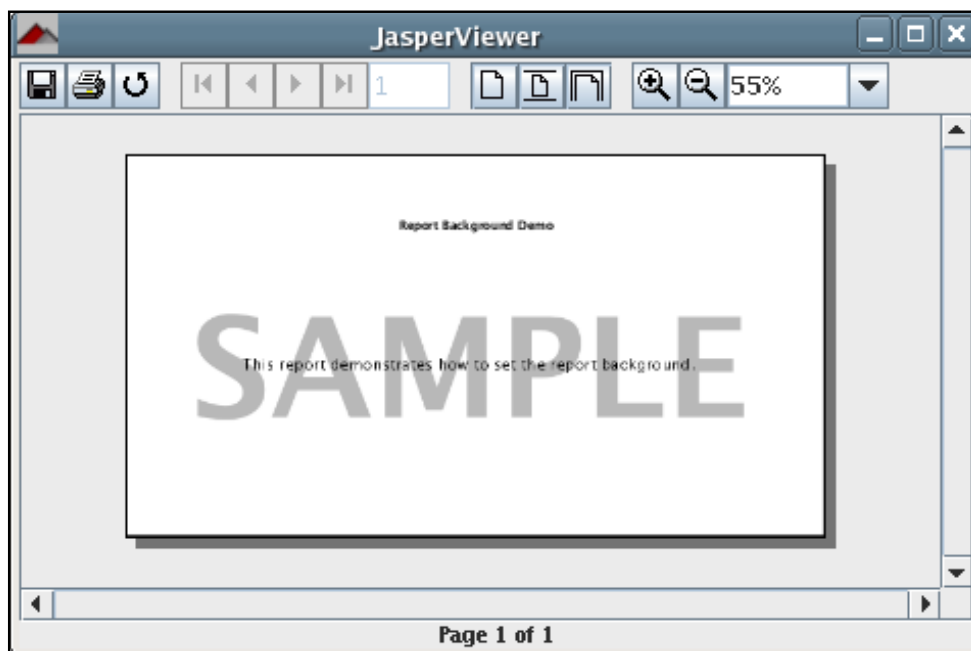 JasperViewer
1 55%
Report Background Demo
SAMPLE
This report demonstrates how to set the report background.
Page 1 of 1